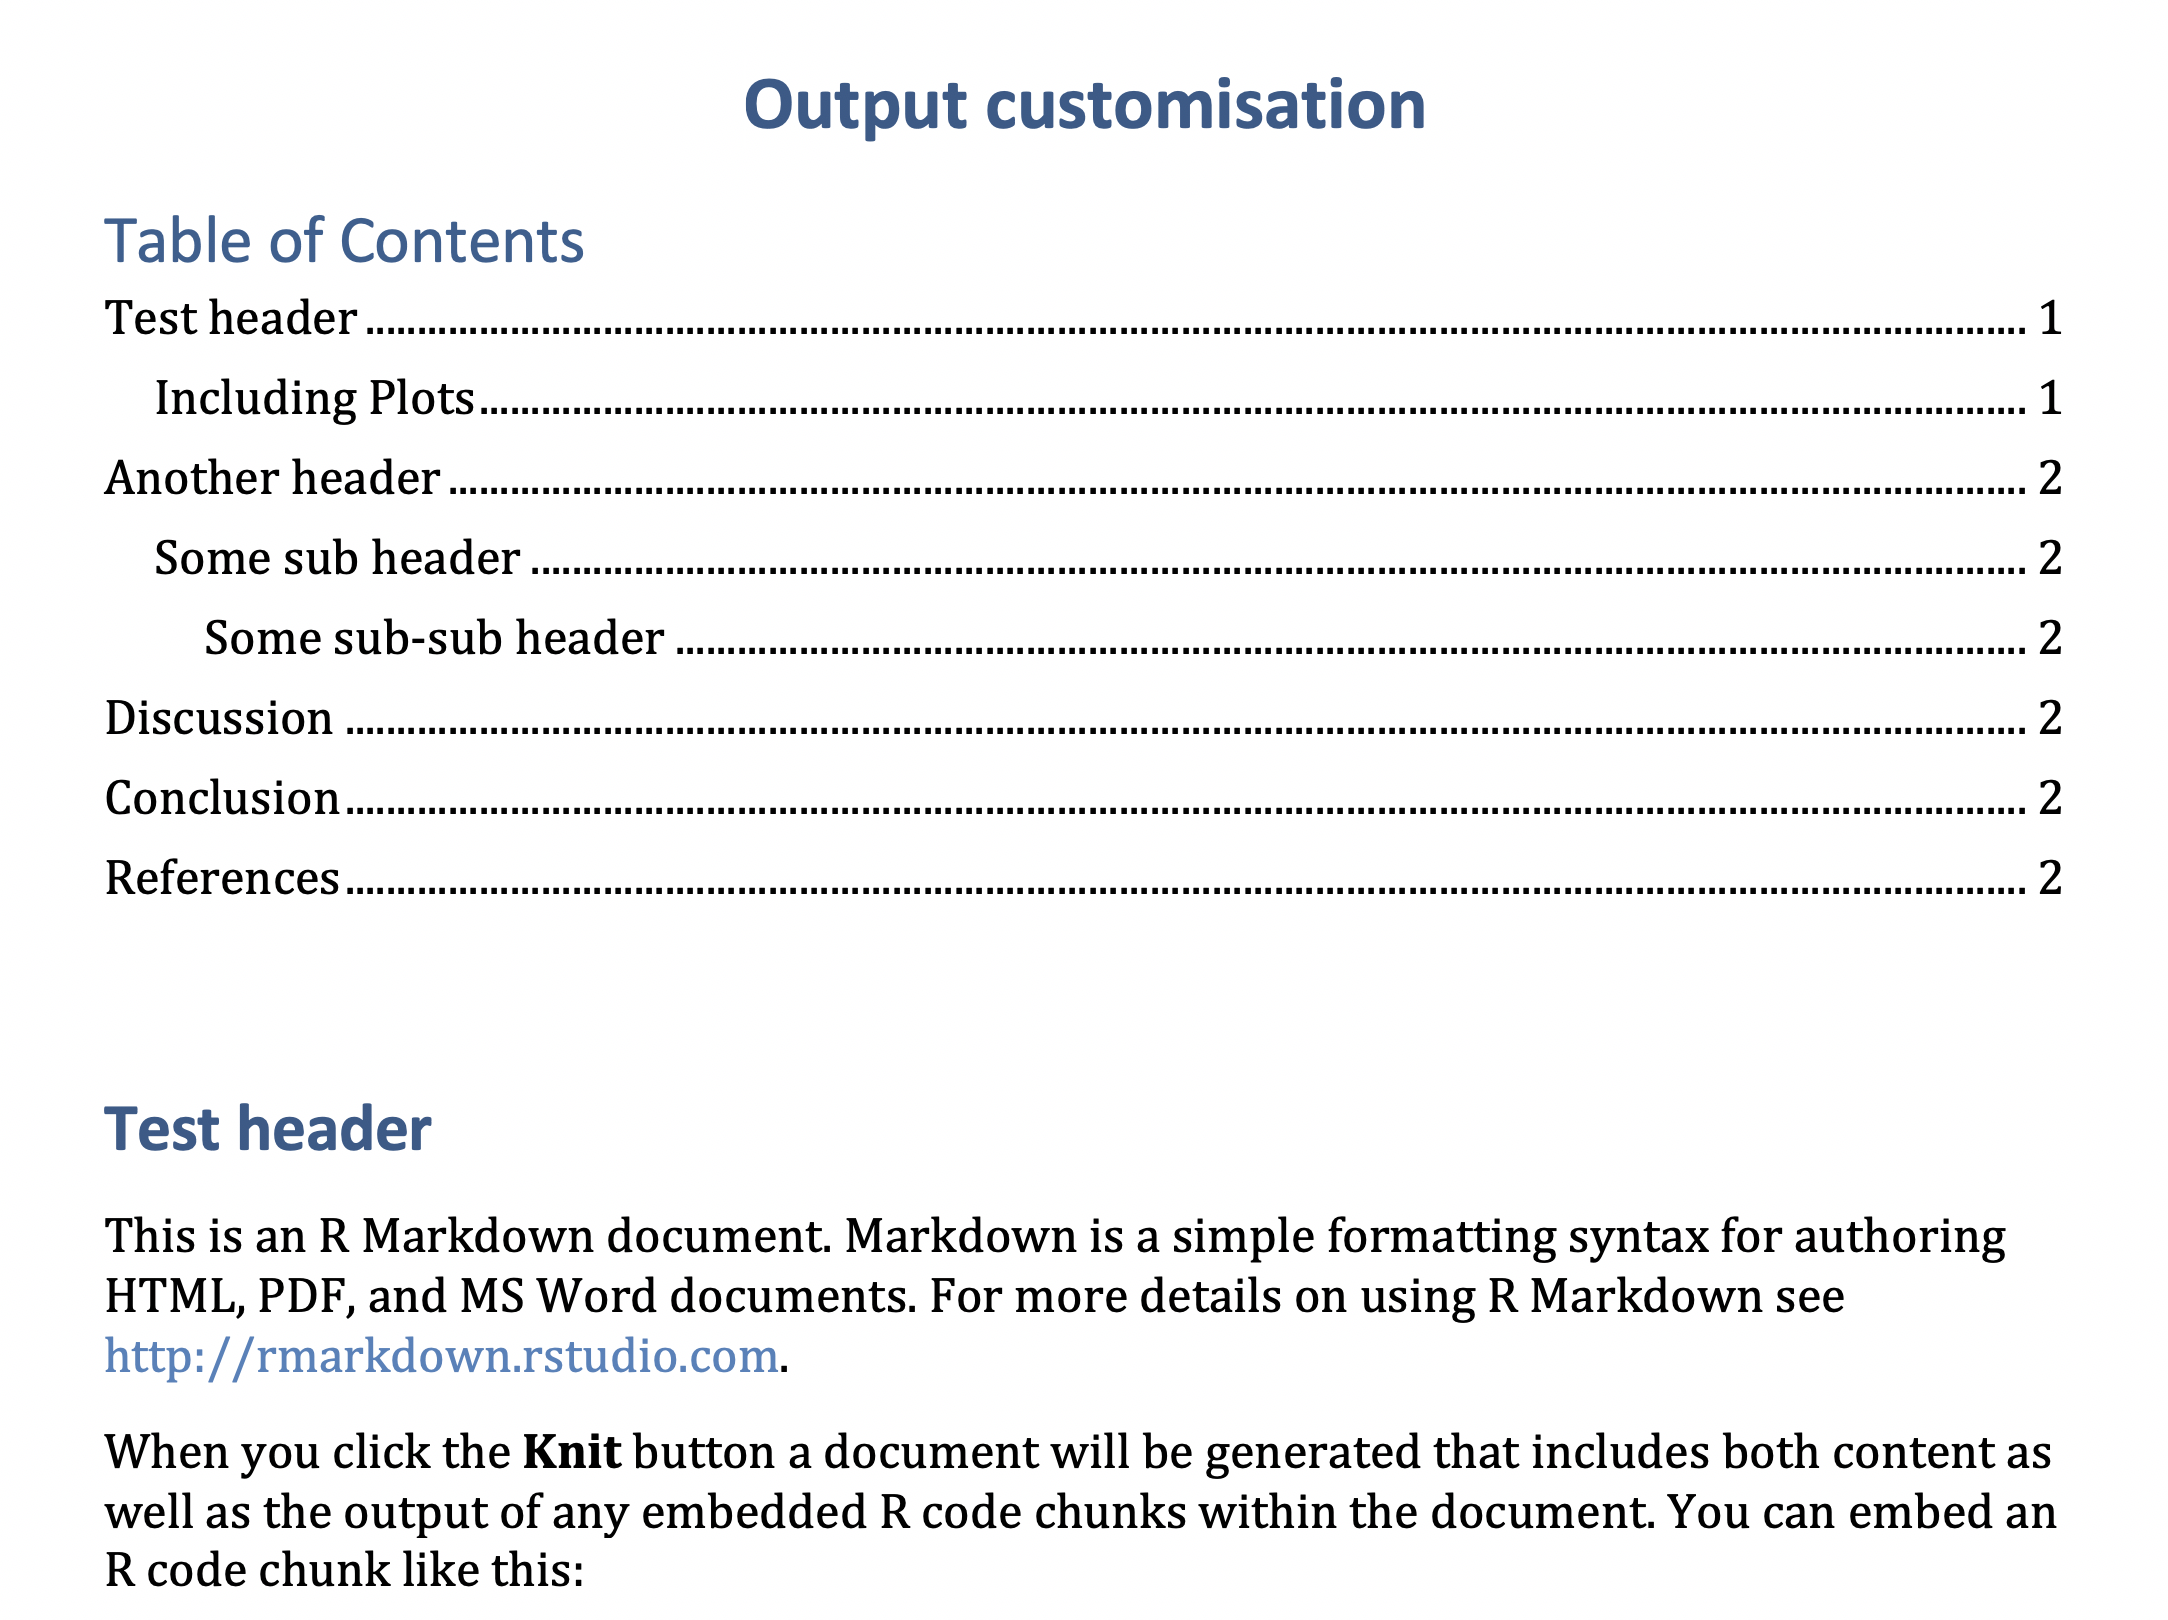 Output customisation
Table of Contents
Test header ........................................................................ 1
Including Plots ........................................................................ 1
Another header ........................................................................ 2
Some sub header ........................................................................ 2
Some sub-sub header ........................................................................ 2
Discussion ........................................................................ 2
Conclusion ........................................................................ 2
References ........................................................................ 2
Test header
This is an R Markdown document. Markdown is a simple formatting syntax for authoring
HTML, PDF, and MS Word documents. For more details on using R Markdown see
http://rmarkdown.rstudio.com.
When you click the Knit button a document will be generated that includes both content as
well as the output of any embedded R code chunks within the document. You can embed an
R code chunk like this: